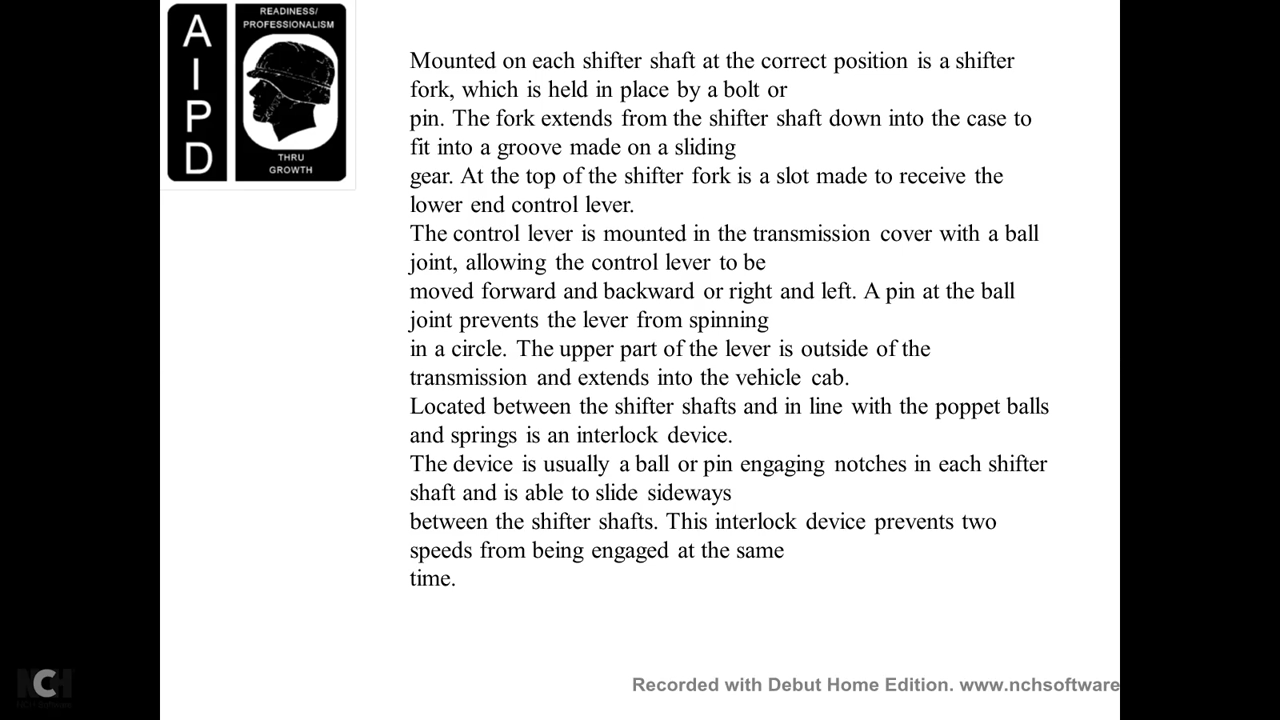 A
I
P
D
READINESS/
PROFESSIONALISM
THRU
GROWTH
Mounted on each shifter shaft at the correct position is a shifter
fork, which is held in place by a bolt or
pin. The fork extends from the shifter shaft down into the case to
fit into a groove made on a sliding
gear. At the top of the shifter fork is a slot made to receive the
lower end control lever.
The control lever is mounted in the transmission cover with a ball
joint, allowing the control lever to be
moved forward and backward or right and left. A pin at the ball
joint prevents the lever from spinning
in a circle. The upper part of the lever is outside of the
transmission and extends into the vehicle cab.
Located between the shifter shafts and in line with the poppet balls
and springs is an interlock device.
The device is usually a ball or pin engaging notches in each shifter
shaft and is able to slide sideways
between the shifter shafts. This interlock device prevents two
speeds from being engaged at the same
time.
NCH
NCH Software
Recorded with Debut Home Edition. www.nchsoftware